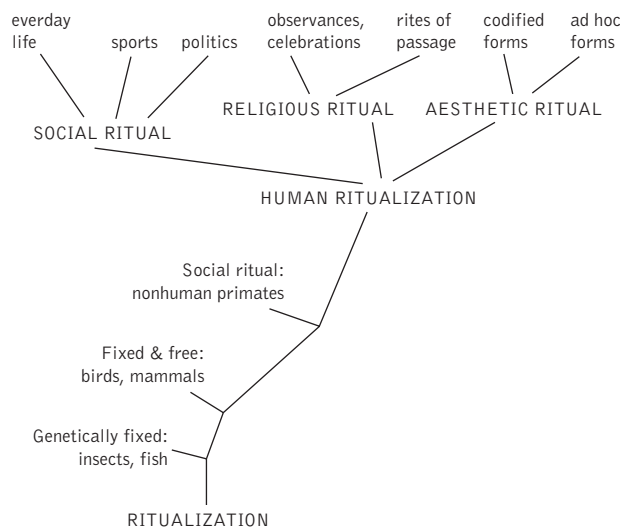 everday
life
sports
politics
observances,
celebrations
rites of
passage
codified
forms
ad hoc
forms
SOCIAL RITUAL
RELIGIOUS RITUAL
AESTHETIC RITUAL
HUMAN RITUALIZATION
Social ritual:
nonhuman primates
Fixed & free:
birds, mammals
Genetically fixed:
insects, fish
RITUALIZATION